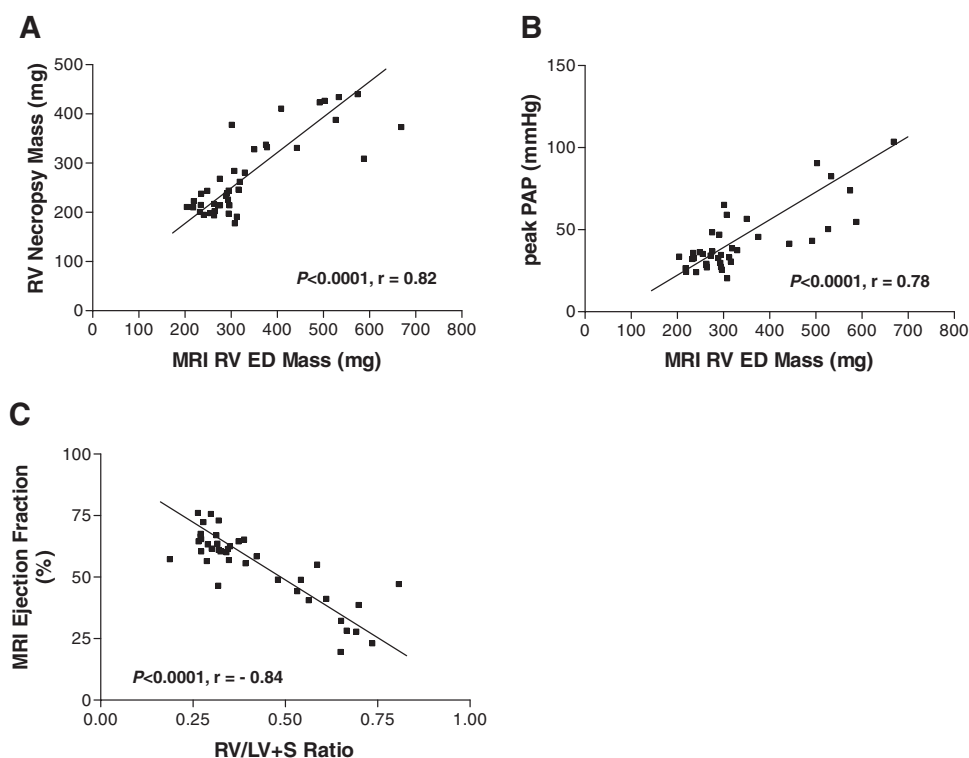 A
RV Necropsy Mass (mg)
500
400
300
200
100
0
0 100 200 300 400 500 600 700 800
MRI RV ED Mass (mg)
P<0.0001, r = 0.82
B
peak PAP (mmHg)
150
100
50
0
0 100 200 300 400 500 600 700 800
MRI RV ED Mass (mg)
P<0.0001, r = 0.78
C
MRI Ejection Fraction
(%)
100
75
50
25
0
0.00 0.25 0.50 0.75 1.00
RV/LV+S Ratio
P<0.0001, r = - 0.84